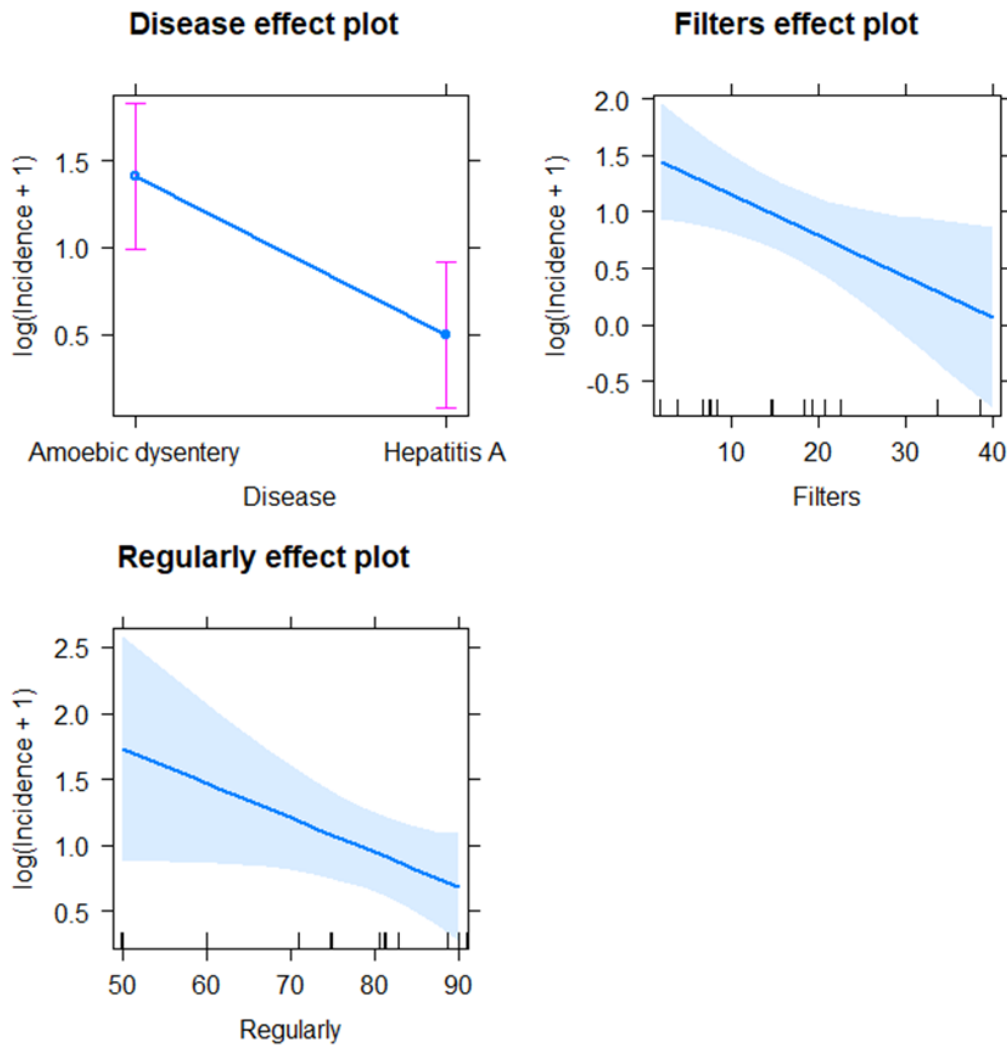 Disease effect plot
log(Incidence + 1)
1.5
1.0
0.5
Amoebic dysentery
Hepatitis A
Disease
Filters effect plot
log(Incidence + 1)
2.0
1.5
1.0
0.5
0.0
-0.5
10 20 30 40
Filters
Regularly effect plot
log(Incidence + 1)
2.5
2.0
1.5
1.0
0.5
50 60 70 80 90
Regularly